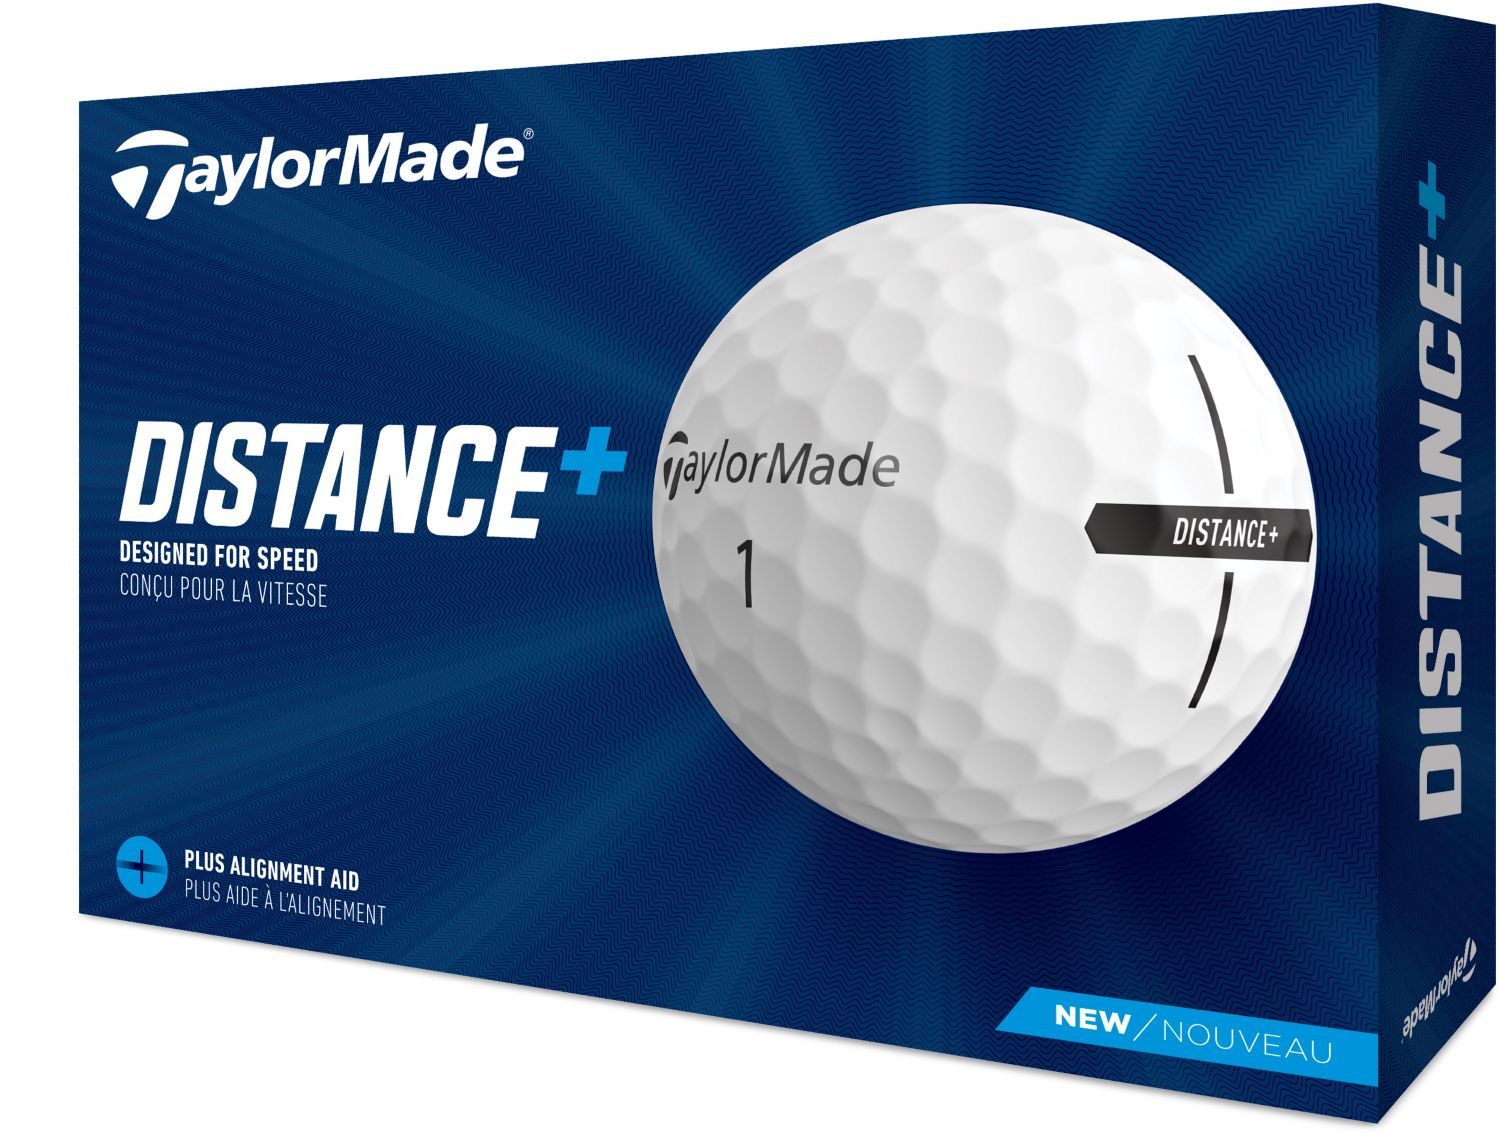 TaylorMade®
DISTANCE+
DESIGNED FOR SPEED
CONÇU POUR LA VITESSE
PLUS ALIGNMENT AID
PLUS AIDE À L'ALIGNEMENT
TaylorMade
1
DISTANCE+
NEW/NOUVEAU
DISTANCE+
TaylorMade